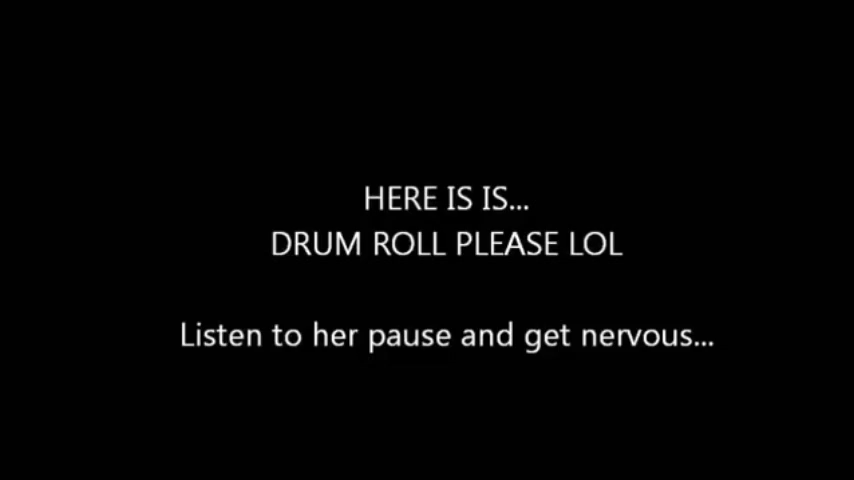 HERE IS IS...
DRUM ROLL PLEASE LOL
Listen to her pause and get nervous...